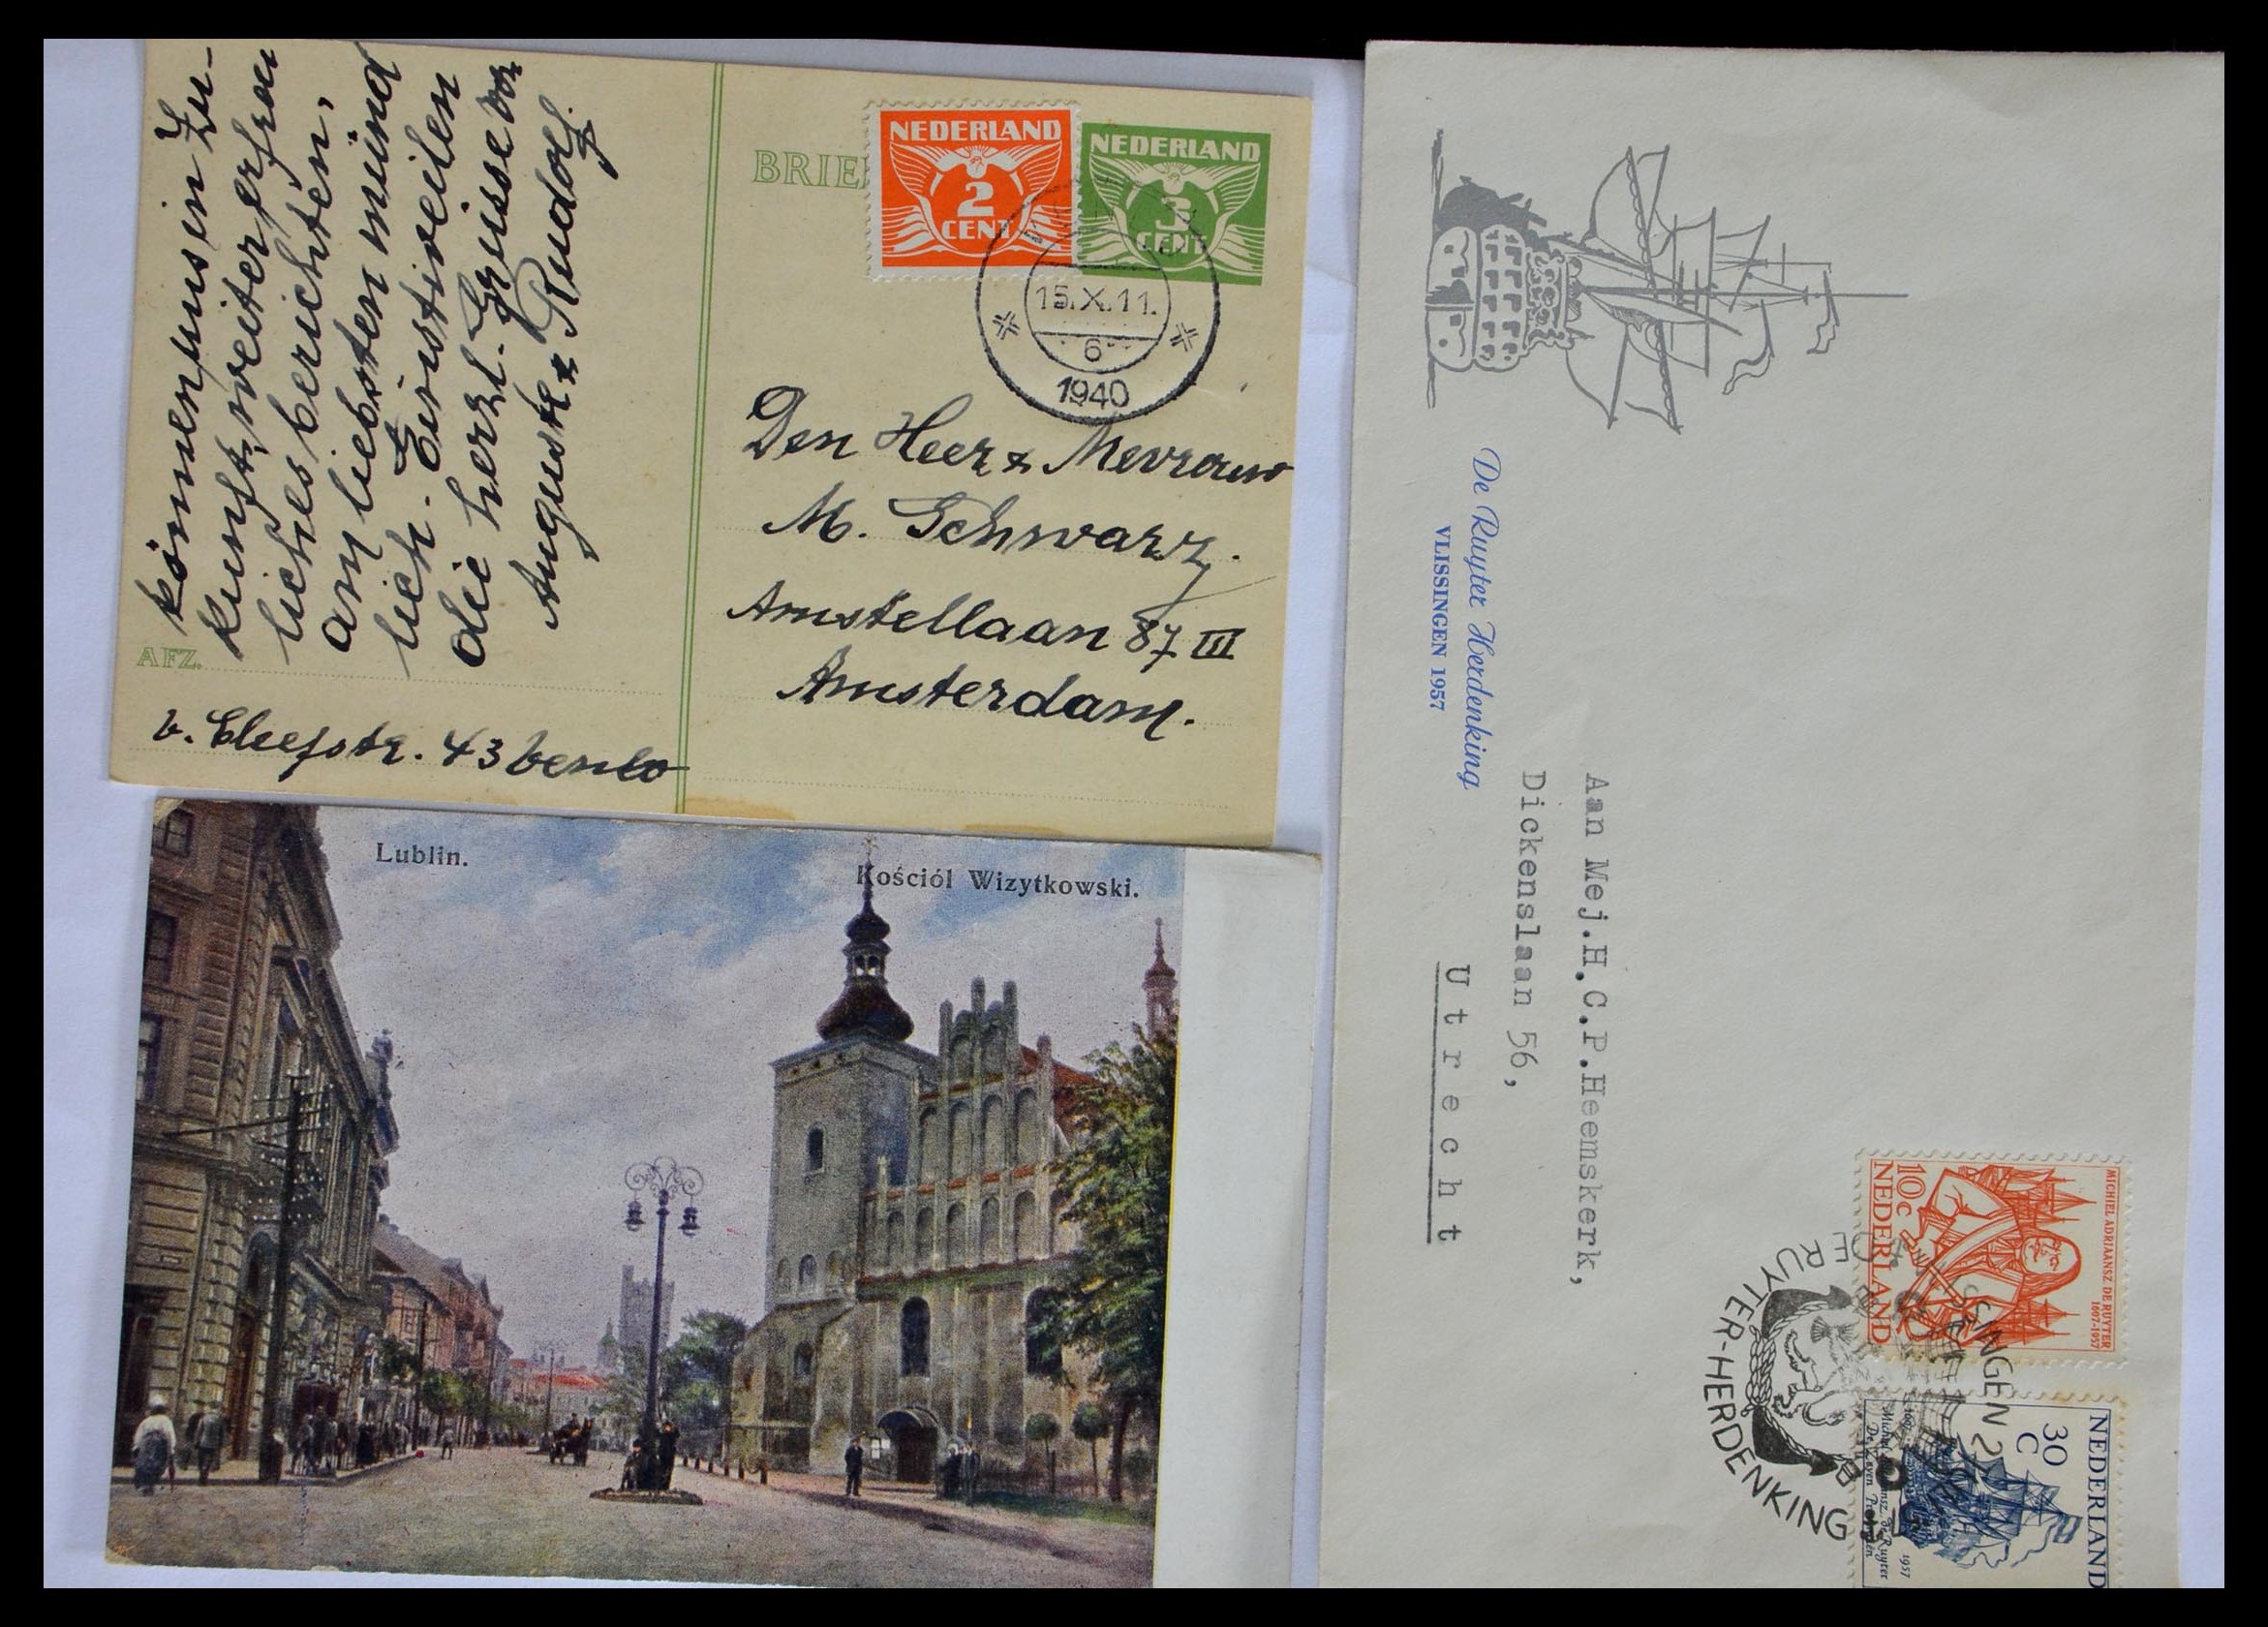 können uns in Zu-
kunft, weiter erfreu
liches berichten,
am liebsten münd
lich. Einstweilen
die herzl. Grüsse von
Auguste & Rudolf.
AFZ.
v. Cleefstr. 43 Venlo
BRIE
NEDERLAND
2
CENT
NEDERLAND
3
CENT
15.X.11.
6
1940
Den Heer & Mevrouw
M. Schwarz.
Amstellaan 87 III
Amsterdam.
Lublin.
Kościół Wizytkowski.
De Ruyter Herdenking
VLISSINGEN 1957
Aan Mej.H.C.P.Heemskerk,
Dickenslaan 56,
Utrecht
MICHIEL ADRIAANSZ DE RUYTER
1607-1957
10 C
NEDERLAND
NEDERLAND
30
C
1957
DE RUYTER-HERDENKING